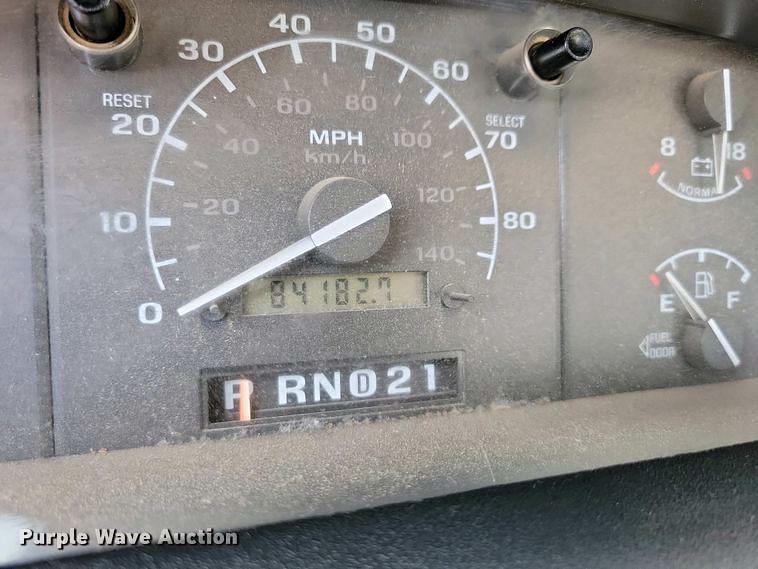 RESET
SELECT
0
10
20
30
40
50
60
70
80
MPH
km/h
20
40
60
80
100
120
140
84182.7
P RND21
8 18
NORMAL
E F
FUEL
DOOR
Purple Wave Auction